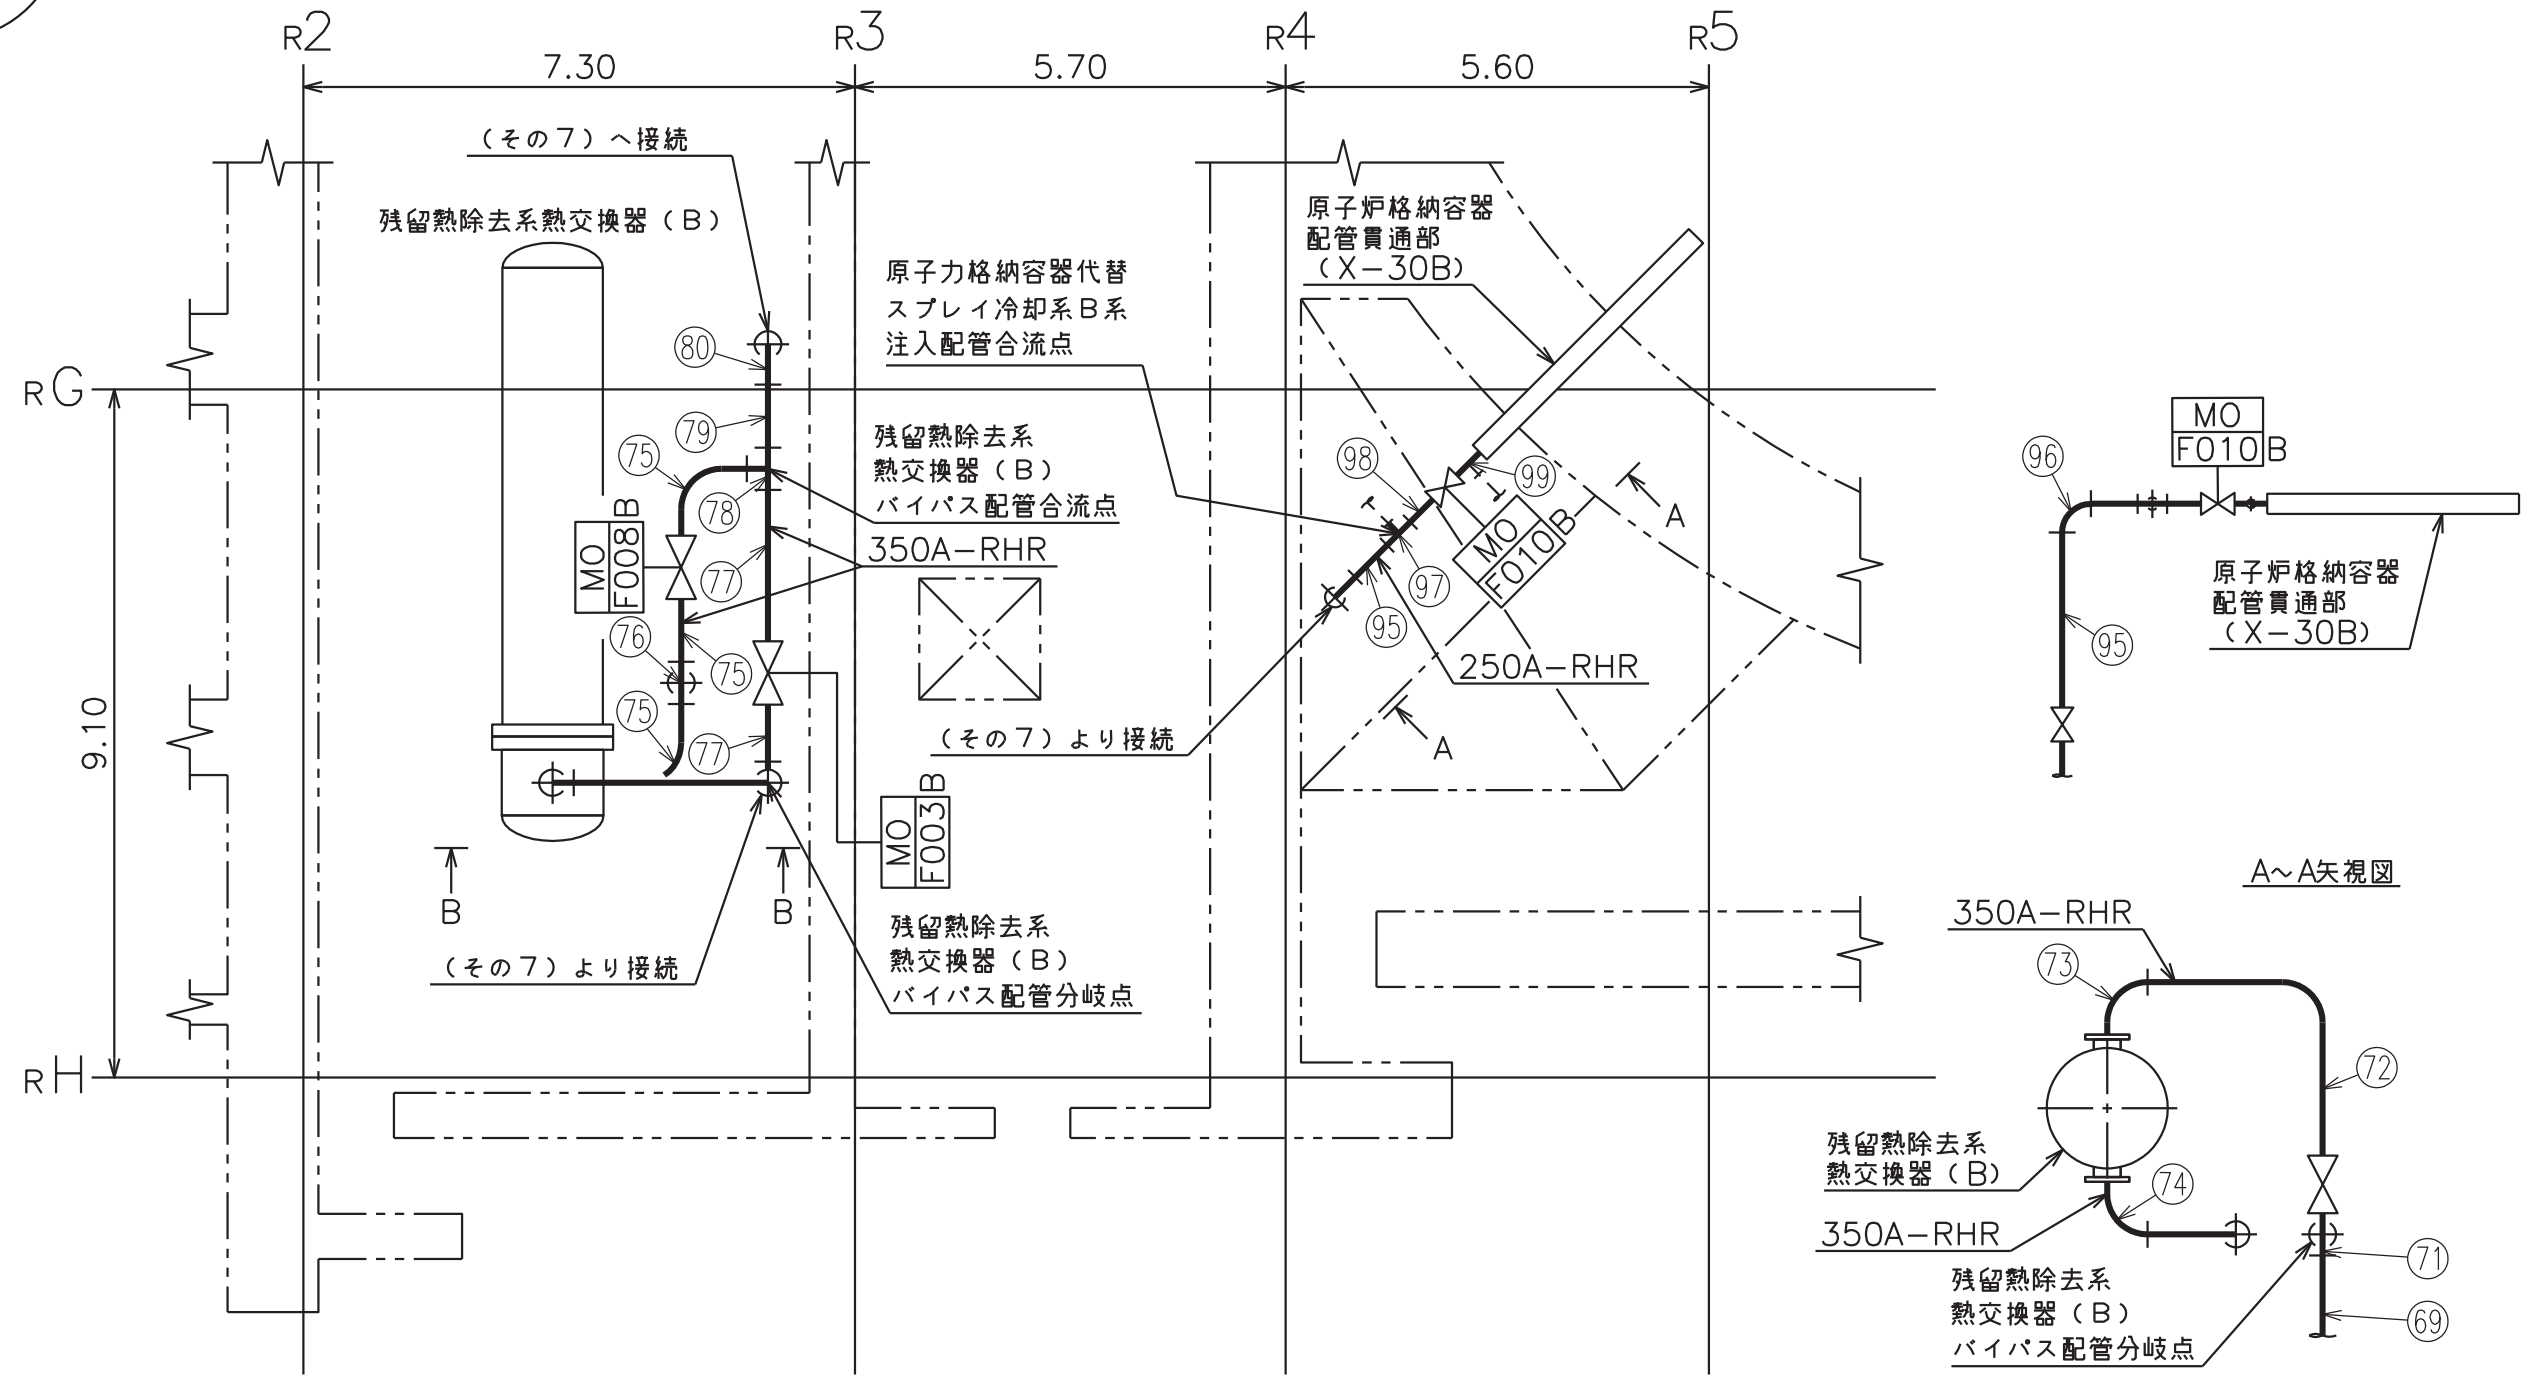 R2
R3
R4
R5
7.30
5.70
5.60
(その7)へ接続
残留熱除去系熱交換器(B)
原子炉格納容器
配管貫通部
(X-30B)
原子力格納容器代替
スプレイ冷却系B系
注入配管合流点
80
RG
79
75
残留熱除去系
熱交換器(B)
バイパス配管合流点
78
98
99
A
MO
F008B
350A-RHR
77
MO
F010B
97
76
75
95
75
77
250A-RHR
9.10
(その7)より接続
A
MO
F003B
B
B
残留熱除去系
熱交換器(B)
バイパス配管分岐点
(その7)より接続
RH
MO
F010B
96
原子炉格納容器
配管貫通部
(X-30B)
95
A~A矢視図
350A-RHR
73
72
残留熱除去系
熱交換器(B)
74
350A-RHR
71
残留熱除去系
熱交換器(B)
バイパス配管分岐点
69